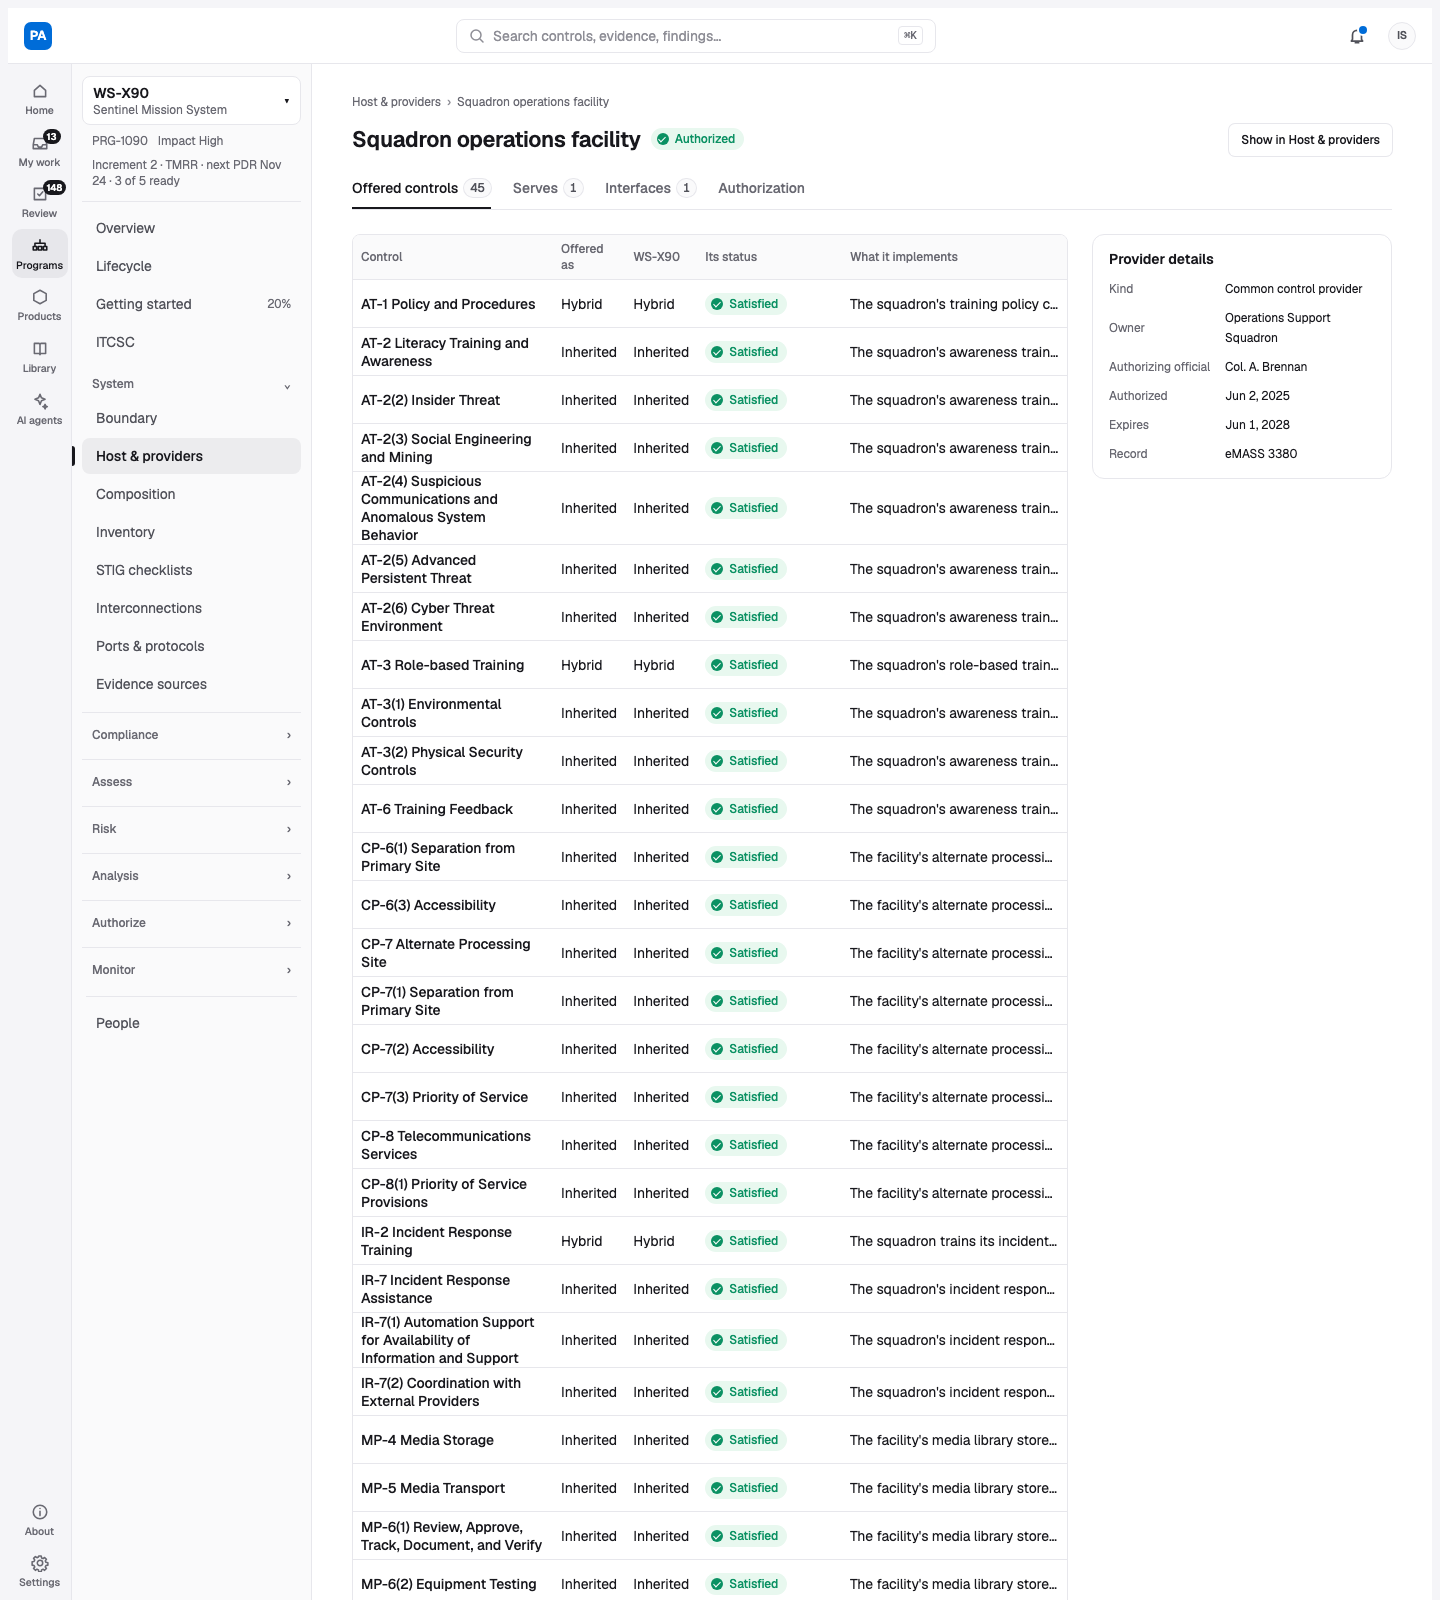 PA
Search controls, evidence, findings...
⌘K
IS
Home
13
My work
148
Review
Programs
Products
Library
AI agents
About
Settings
WS-X90
Sentinel Mission System
PRG-1090 Impact High
Increment 2 · TMRR · next PDR Nov
24 · 3 of 5 ready
Overview
Lifecycle
Getting started 20%
ITCSC
System
Boundary
Host & providers
Composition
Inventory
STIG checklists
Interconnections
Ports & protocols
Evidence sources
Compliance
Assess
Risk
Analysis
Authorize
Monitor
People
Host & providers › Squadron operations facility
Squadron operations facility Authorized
Show in Host & providers
Offered controls 45 Serves 1 Interfaces 1 Authorization
Control Offered as WS-X90 Its status What it implements
AT-1 Policy and Procedures Hybrid Hybrid Satisfied The squadron's training policy c...
AT-2 Literacy Training and Awareness Inherited Inherited Satisfied The squadron's awareness train...
AT-2(2) Insider Threat Inherited Inherited Satisfied The squadron's awareness train...
AT-2(3) Social Engineering and Mining Inherited Inherited Satisfied The squadron's awareness train...
AT-2(4) Suspicious Communications and Anomalous System Behavior Inherited Inherited Satisfied The squadron's awareness train...
AT-2(5) Advanced Persistent Threat Inherited Inherited Satisfied The squadron's awareness train...
AT-2(6) Cyber Threat Environment Inherited Inherited Satisfied The squadron's awareness train...
AT-3 Role-based Training Hybrid Hybrid Satisfied The squadron's role-based train...
AT-3(1) Environmental Controls Inherited Inherited Satisfied The squadron's awareness train...
AT-3(2) Physical Security Controls Inherited Inherited Satisfied The squadron's awareness train...
AT-6 Training Feedback Inherited Inherited Satisfied The squadron's awareness train...
CP-6(1) Separation from Primary Site Inherited Inherited Satisfied The facility's alternate processi...
CP-6(3) Accessibility Inherited Inherited Satisfied The facility's alternate processi...
CP-7 Alternate Processing Site Inherited Inherited Satisfied The facility's alternate processi...
CP-7(1) Separation from Primary Site Inherited Inherited Satisfied The facility's alternate processi...
CP-7(2) Accessibility Inherited Inherited Satisfied The facility's alternate processi...
CP-7(3) Priority of Service Inherited Inherited Satisfied The facility's alternate processi...
CP-8 Telecommunications Services Inherited Inherited Satisfied The facility's alternate processi...
CP-8(1) Priority of Service Provisions Inherited Inherited Satisfied The facility's alternate processi...
IR-2 Incident Response Training Hybrid Hybrid Satisfied The squadron trains its incident...
IR-7 Incident Response Assistance Inherited Inherited Satisfied The squadron's incident respon...
IR-7(1) Automation Support for Availability of Information and Support Inherited Inherited Satisfied The squadron's incident respon...
IR-7(2) Coordination with External Providers Inherited Inherited Satisfied The squadron's incident respon...
MP-4 Media Storage Inherited Inherited Satisfied The facility's media library store...
MP-5 Media Transport Inherited Inherited Satisfied The facility's media library store...
MP-6(1) Review, Approve, Track, Document, and Verify Inherited Inherited Satisfied The facility's media library store...
MP-6(2) Equipment Testing Inherited Inherited Satisfied The facility's media library store...
Provider details
Kind Common control provider
Owner Operations Support Squadron
Authorizing official Col. A. Brennan
Authorized Jun 2, 2025
Expires Jun 1, 2028
Record eMASS 3380